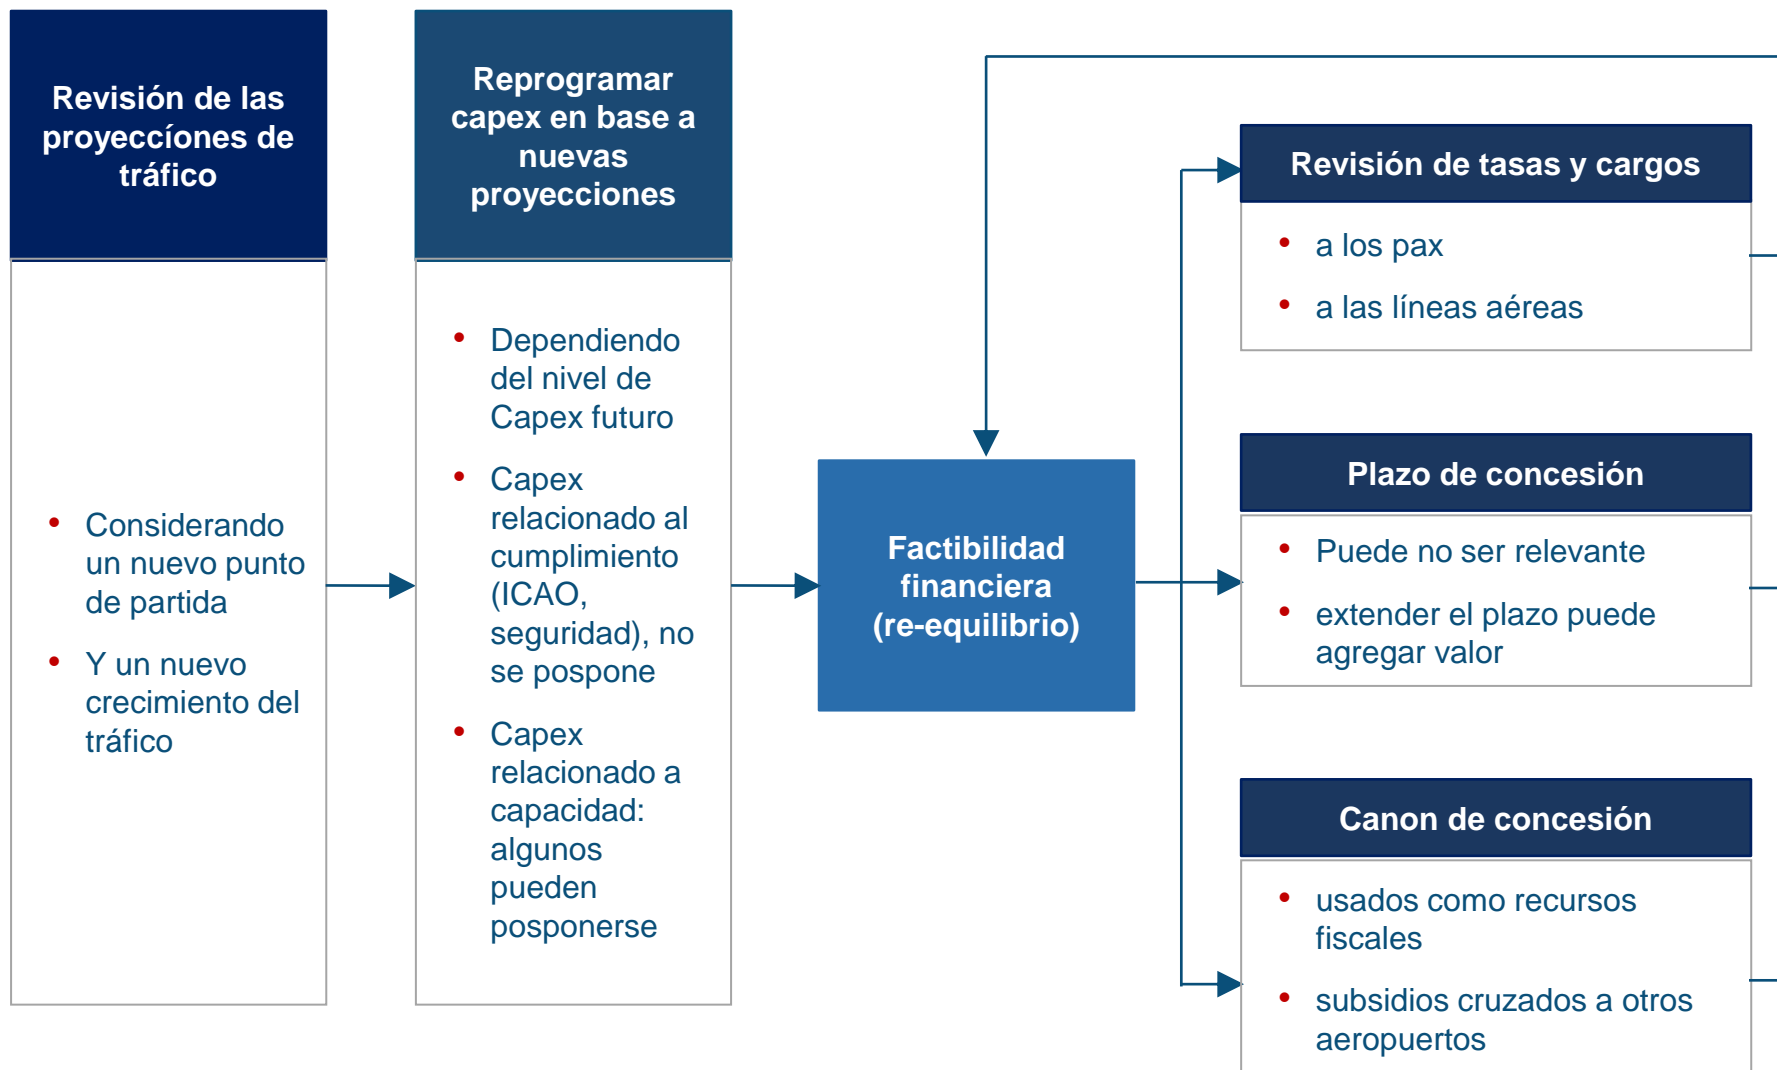 Revisión de las
proyeccíones de
tráfico
• Considerando
un nuevo punto
de partida
• Y un nuevo
crecimiento del
tráfico
Reprogramar
capex en base a
nuevas
proyecciones
• Dependiendo
del nivel de
Capex futuro
• Capex
relacionado al
cumplimiento
(ICAO,
seguridad), no
se pospone
• Capex
relacionado a
capacidad:
algunos
pueden
posponerse
Factibilidad
financiera
(re-equilibrio)
Revisión de tasas y cargos
• a los pax
• a las líneas aéreas
Plazo de concesión
• Puede no ser relevante
• extender el plazo puede
agregar valor
Canon de concesión
• usados como recursos
fiscales
• subsidios cruzados a otros
aeropuertos